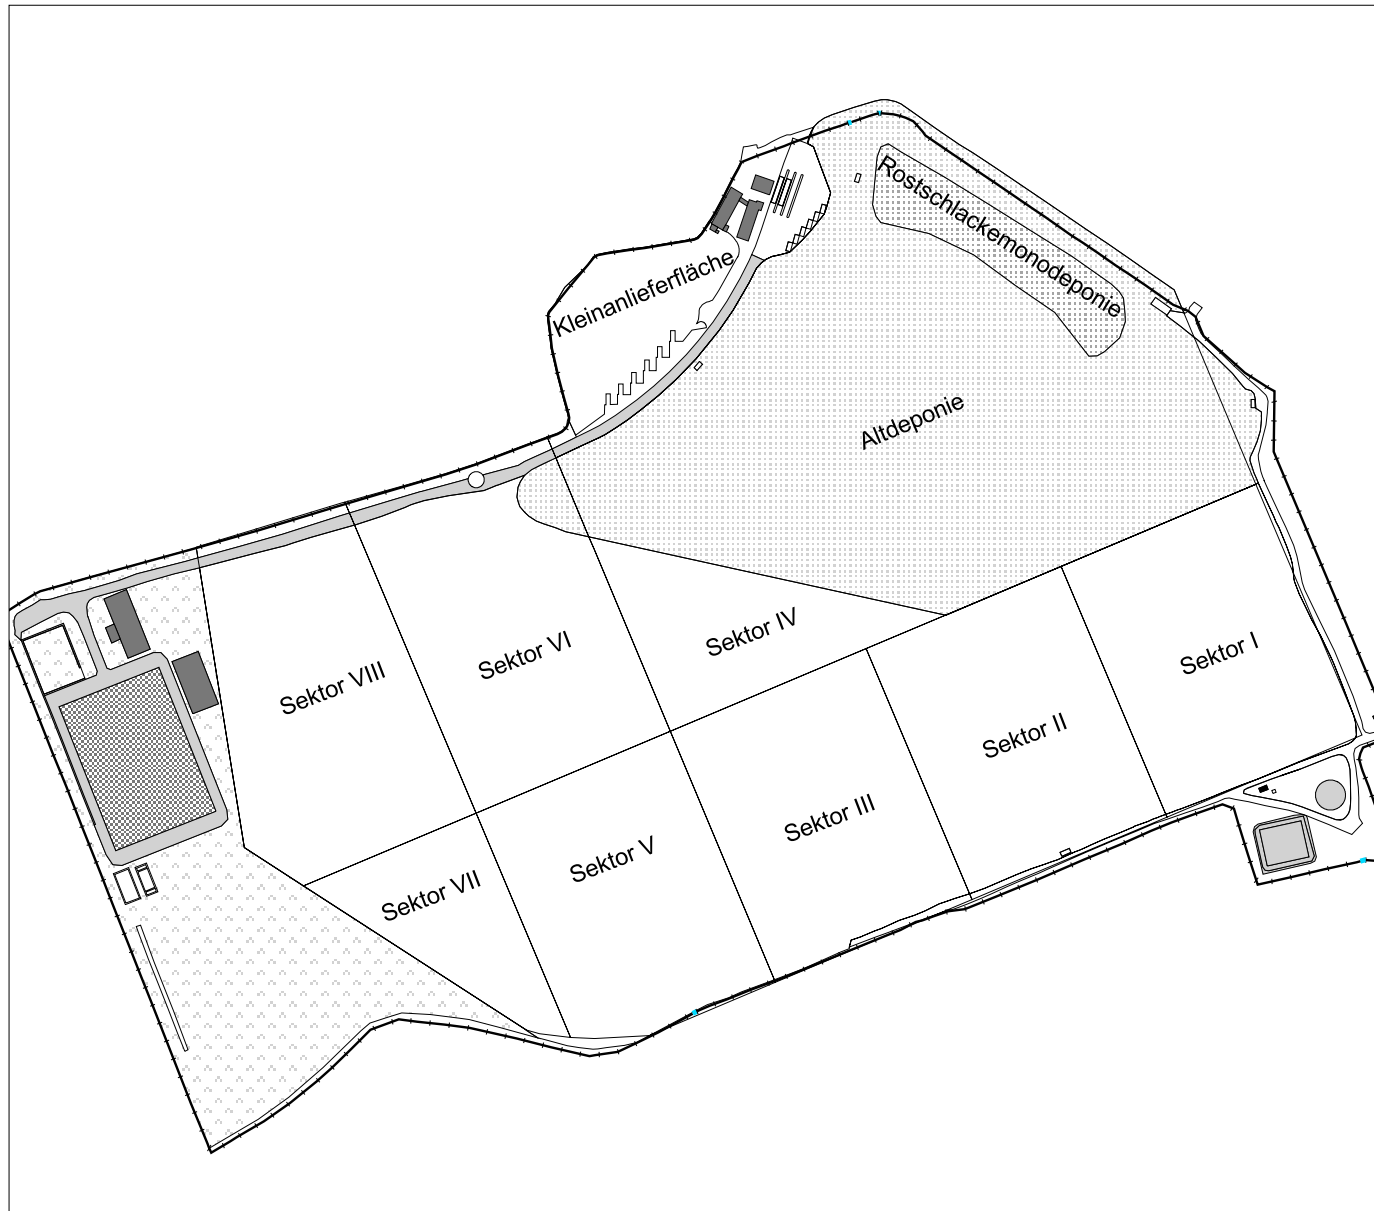 Rostschlackemonodeponie
Kleinanlieferfläche
Altdeponie
Sektor IV
Sektor VI
Sektor VIII
Sektor I
Sektor II
Sektor III
Sektor V
Sektor VII